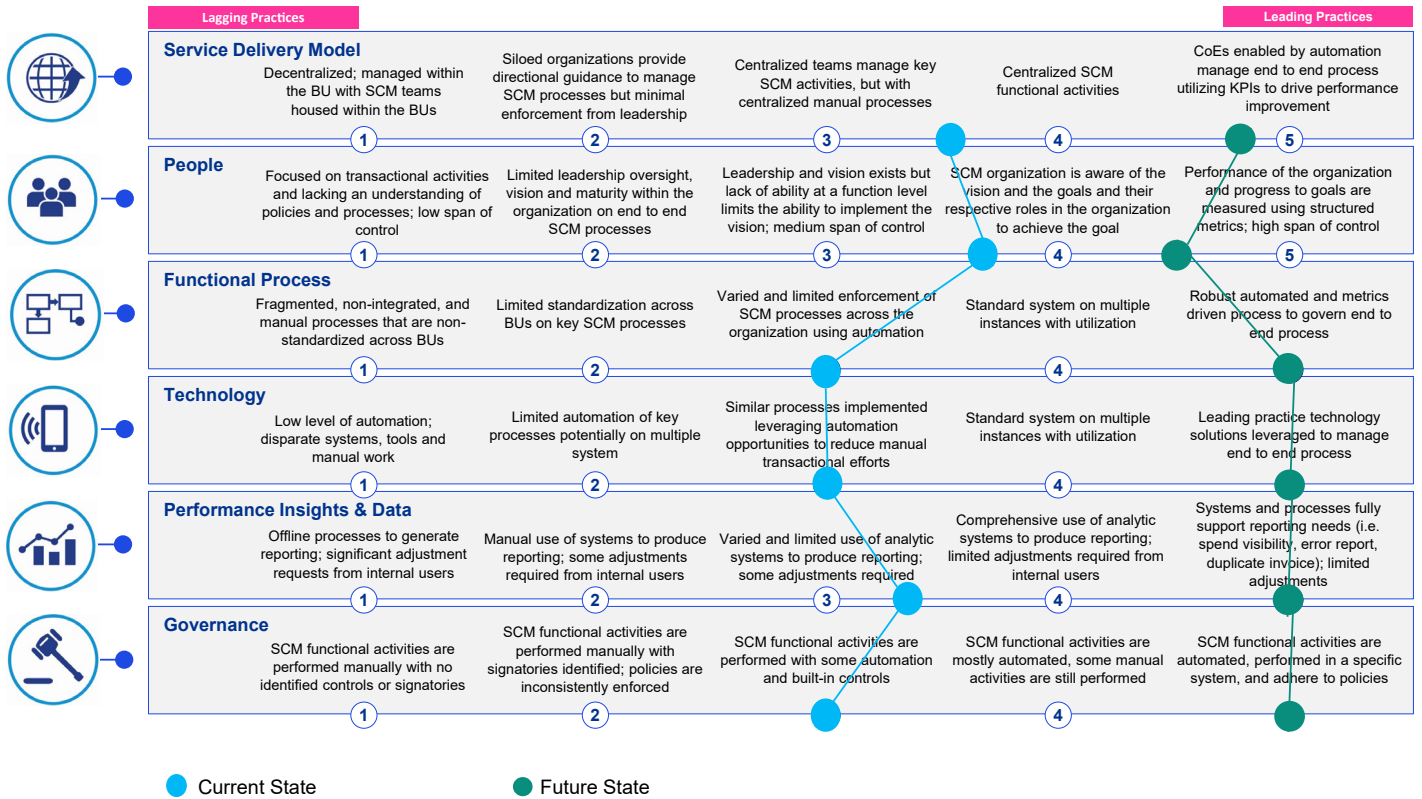 Lagging Practices
Leading Practices
Service Delivery Model
Decentralized; managed within
the BU with SCM teams
housed within the BUs
Siloed organizations provide
directional guidance to manage
SCM processes but minimal
enforcement from leadership
Centralized teams manage key
SCM activities, but with
centralized manual processes
Centralized SCM
functional activities
CoEs enabled by automation
manage end to end process
utilizing KPIs to drive performance
improvement
1
2
3
4
5
People
Focused on transactional activities
and lacking an understanding of
policies and processes; low span of
control
Limited leadership oversight,
vision and maturity within the
organization on end to end
SCM processes
Leadership and vision exists but
lack of ability at a function level
limits the ability to implement the
vision; medium span of control
SCM organization is aware of the
vision and the goals and their
respective roles in the organization
to achieve the goal
Performance of the organization
and progress to goals are
measured using structured
metrics; high span of control
1
2
3
4
5
Functional Process
Fragmented, non-integrated, and
manual processes that are non-
standardized across BUs
Limited standardization across
BUs on key SCM processes
Varied and limited enforcement of
SCM processes across the
organization using automation
Standard system on multiple
instances with utilization
Robust automated and metrics
driven process to govern end to
end process
1
2
4
Technology
Low level of automation;
disparate systems, tools and
manual work
Limited automation of key
processes potentially on multiple
system
Similar processes implemented
leveraging automation
opportunities to reduce manual
transactional efforts
Standard system on multiple
instances with utilization
Leading practice technology
solutions leveraged to manage
end to end process
1
2
4
Performance Insights & Data
Offline processes to generate
reporting; significant adjustment
requests from internal users
Manual use of systems to produce
reporting; some adjustments
required from internal users
Varied and limited use of analytic
systems to produce reporting;
some adjustments required
Comprehensive use of analytic
systems to produce reporting;
limited adjustments required from
internal users
Systems and processes fully
support reporting needs (i.e.
spend visibility, error report,
duplicate invoice); limited
adjustments
1
2
3
4
Governance
SCM functional activities are
performed manually with no
identified controls or signatories
SCM functional activities are
performed manually with
signatories identified; policies are
inconsistently enforced
SCM functional activities are
performed with some automation
and built-in controls
SCM functional activities are
mostly automated, some manual
activities are still performed
SCM functional activities are
automated, performed in a specific
system, and adhere to policies
1
2
4
Current State
Future State